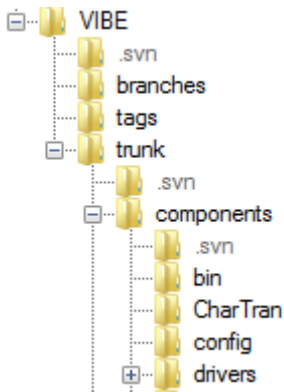 VIBE
.svn
branches
tags
trunk
.svn
components
.svn
bin
CharTran
config
drivers